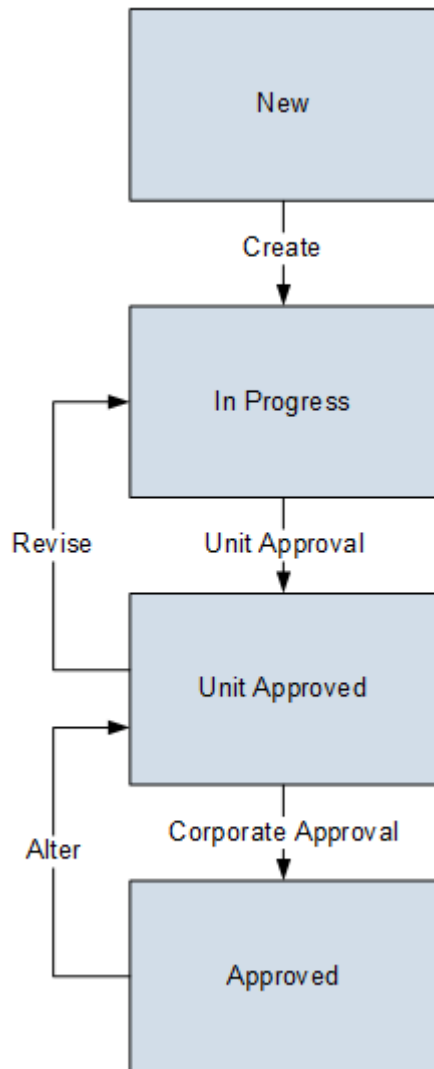 New
Create
In Progress
Revise
Unit Approval
Unit Approved
Corporate Approval
Alter
Approved